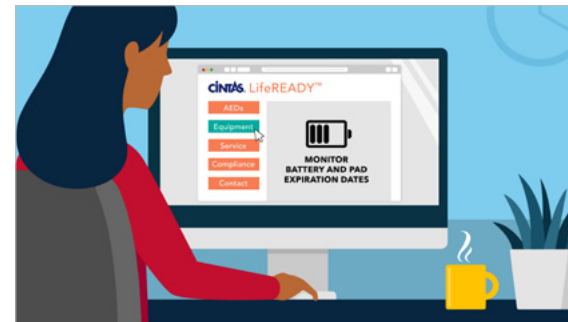 CINTAS. LifeREADY™
AEDs
Equipment
Service
Compliance
Contact
MONITOR
BATTERY AND PAD
EXPIRATION DATES